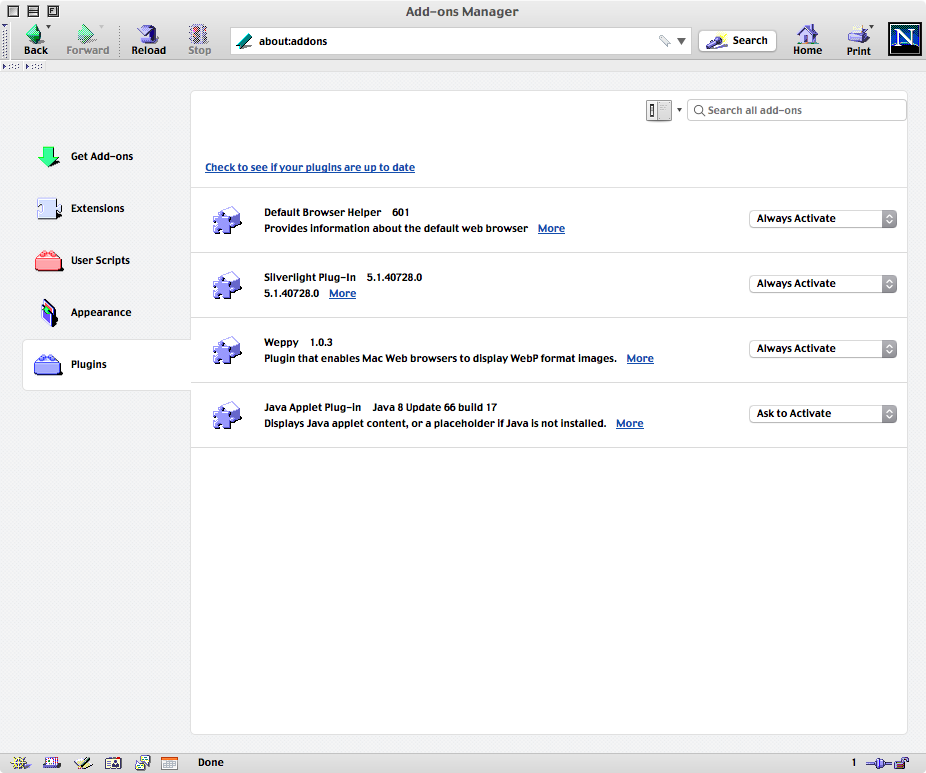 Add-ons Manager
Back
Forward
Reload
Stop
about:addons
Search
Home
Print
N
Search all add-ons
Get Add-ons
Extensions
User Scripts
Appearance
Plugins
Check to see if your plugins are up to date
Default Browser Helper 601
Provides information about the default web browser More
Always Activate
Silverlight Plug-In 5.1.40728.0
5.1.40728.0 More
Always Activate
Weppy 1.0.3
Plugin that enables Mac Web browsers to display WebP format images. More
Always Activate
Java Applet Plug-in Java 8 Update 66 build 17
Displays Java applet content, or a placeholder if Java is not installed. More
Ask to Activate
Done
1